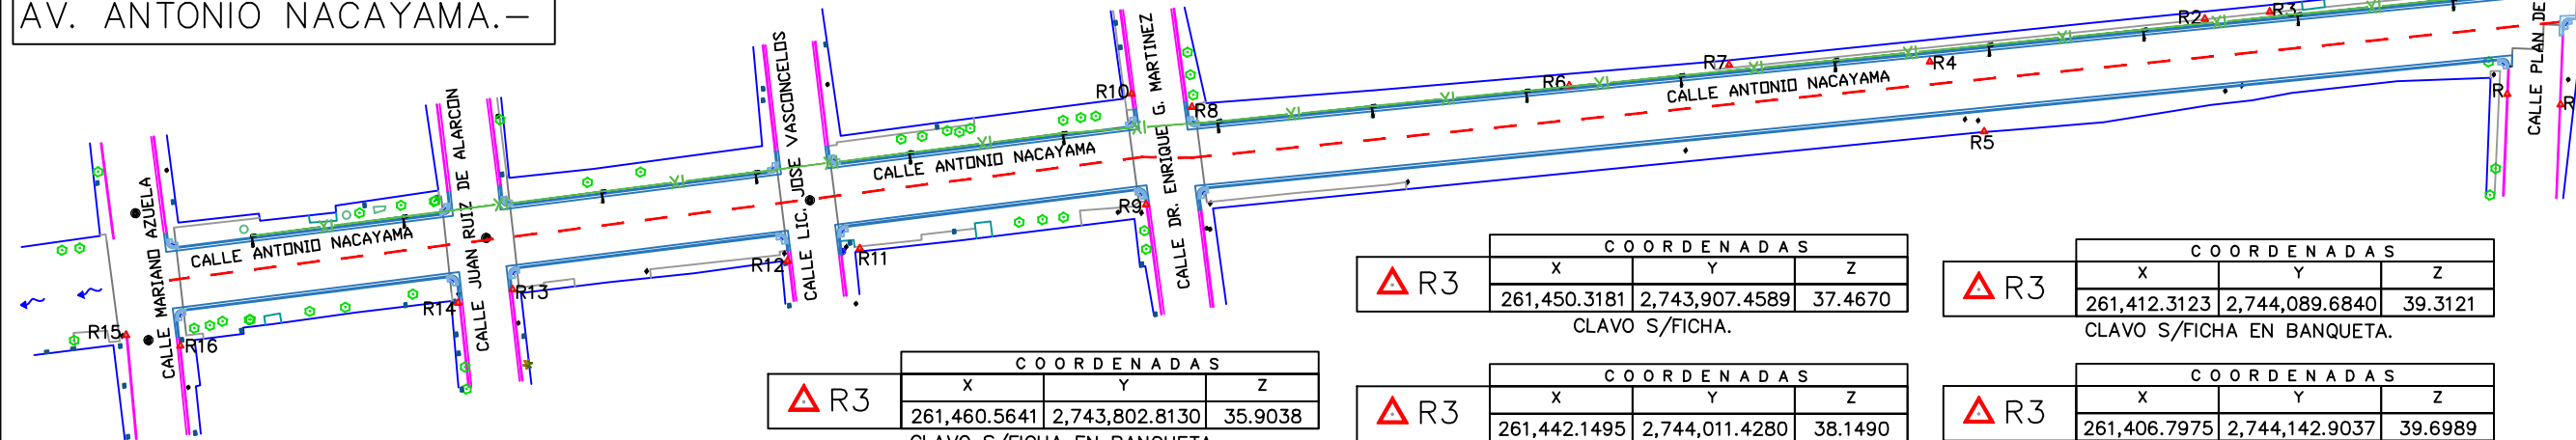 AV. ANTONIO NACAYAMA.-
R2
R3
R7
R4
R6
R10
R8
R5
R
R
CALLE ANTONIO NACAYAMA
CALLE ANTONIO NACAYAMA
CALLE ANTONIO NACAYAMA
CALLE PLAN DE
CALLE DR. ENRIQUE G. MARTINEZ
CALLE LIC. JOSE VASCONCELOS
CALLE JUAN RUIZ DE ALARCON
CALLE MARIANO AZUELA
R9
R11
R12
R13
R14
R15
R16
COORDENADAS
X Y Z
R3 261,450.3181 2,743,907.4589 37.4670
CLAVO S/FICHA.
COORDENADAS
X Y Z
R3 261,412.3123 2,744,089.6840 39.3121
CLAVO S/FICHA EN BANQUETA.
COORDENADAS
X Y Z
R3 261,460.5641 2,743,802.8130 35.9038
CLAVO S/FICHA EN BANQUETA
COORDENADAS
X Y Z
R3 261,442.1495 2,744,011.4280 38.1490
COORDENADAS
X Y Z
R3 261,406.7975 2,744,142.9037 39.6989